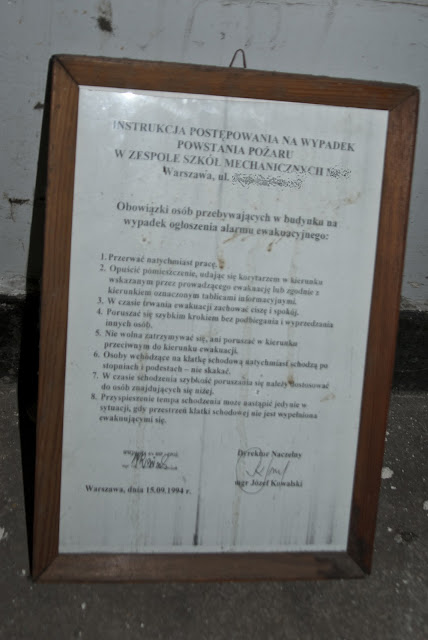 INSTRUKCJA POSTĘPOWANIA NA WYPADEK
POWSTANIA POŻARU
W ZESPOLE SZKÓŁ MECHANICZNYCH
Warszawa, ul.
Obowiązki osób przebywających w budynku na
wypadek ogłoszenia alarmu ewakuacyjnego:
1. Przerwać natychmiast pracę.
2. Opuścić pomieszczenie, udając się korytarzem w kierunku
wskazanym przez prowadzącego ewakuację lub zgodnie z
kierunkiem oznaczonym tablicami informacyjnymi.
3. W czasie trwania ewakuacji zachować ciszę i spokój.
4. Poruszać się szybkim krokiem bez podbiegania i wyprzedzania
innych osób.
5. Nie wolno zatrzymywać się, ani poruszać w kierunku
przeciwnym do kierunku ewakuacji.
6. Osoby wchodzące na klatkę schodową natychmiast schodzą po
stopniach i podestach – nie skakać.
7. W czasie schodzenia szybkość poruszania się należy dostosować
do osób znajdujących się niżej.
8. Przyspieszenie tempa schodzenia może nastąpić jedynie w
sytuacji, gdy przestrzeń klatki schodowej nie jest wypełniona
ewakuującymi się.
Dyrektor Naczelny
mgr
mgr Józef Kowalski
Warszawa, dnia 15.09.1994 r.